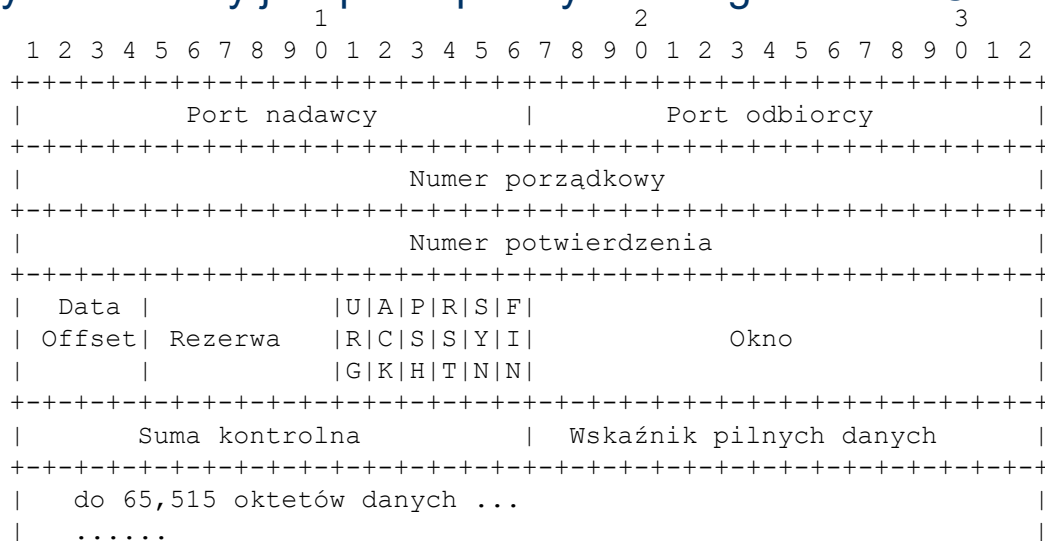 1 2 3
1 2 3 4 5 6 7 8 9 0 1 2 3 4 5 6 7 8 9 0 1 2 3 4 5 6 7 8 9 0 1 2
+-+-+-+-+-+-+-+-+-+-+-+-+-+-+-+-+-+-+-+-+-+-+-+-+-+-+-+-+-+-+-+-+
| Port nadawcy | Port odbiorcy |
+-+-+-+-+-+-+-+-+-+-+-+-+-+-+-+-+-+-+-+-+-+-+-+-+-+-+-+-+-+-+-+-+
| Numer porządkowy |
+-+-+-+-+-+-+-+-+-+-+-+-+-+-+-+-+-+-+-+-+-+-+-+-+-+-+-+-+-+-+-+-+
| Numer potwierdzenia |
+-+-+-+-+-+-+-+-+-+-+-+-+-+-+-+-+-+-+-+-+-+-+-+-+-+-+-+-+-+-+-+-+
| Data | |U|A|P|R|S|F| |
| Offset| Rezerwa |R|C|S|S|Y|I| Okno |
| | |G|K|H|T|N|N| |
+-+-+-+-+-+-+-+-+-+-+-+-+-+-+-+-+-+-+-+-+-+-+-+-+-+-+-+-+-+-+-+-+
| Suma kontrolna | Wskaźnik pilnych danych |
+-+-+-+-+-+-+-+-+-+-+-+-+-+-+-+-+-+-+-+-+-+-+-+-+-+-+-+-+-+-+-+-+
| do 65,515 oktetów danych ... |
| ...... |